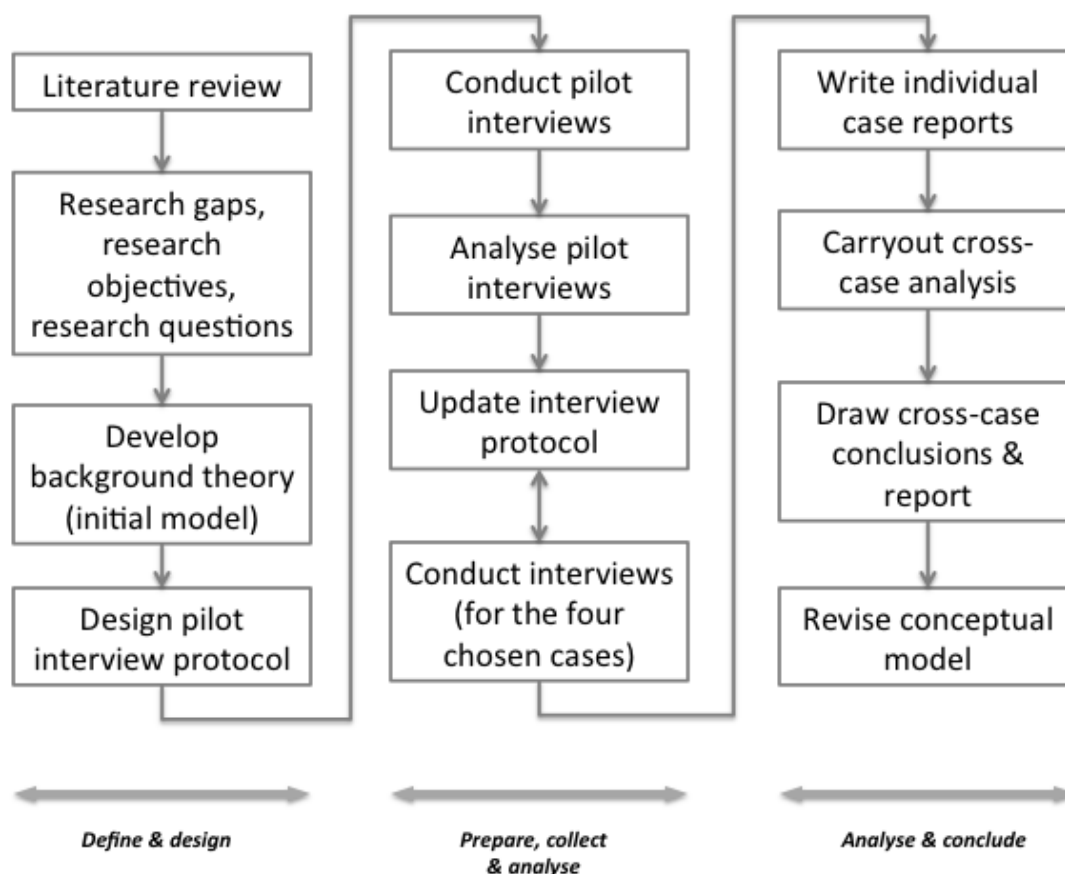 Literature review
Research gaps,
research
objectives,
research questions
Develop
background theory
(initial model)
Design pilot
interview protocol
Conduct pilot
interviews
Analyse pilot
interviews
Update interview
protocol
Conduct interviews
(for the four
chosen cases)
Write individual
case reports
Carryout cross-
case analysis
Draw cross-case
conclusions &
report
Revise conceptual
model
Define & design
Prepare, collect
& analyse
Analyse & conclude